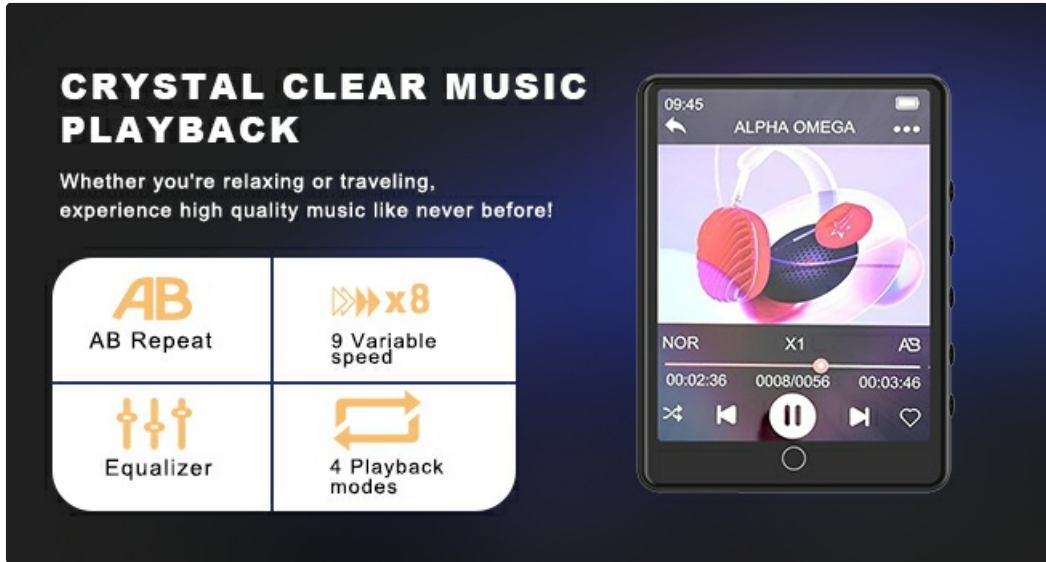 CRYSTAL CLEAR MUSIC
PLAYBACK
Whether you're relaxing or traveling,
experience high quality music like never before!
AB
AB Repeat
x8
9 Variable
speed
Equalizer
4 Playback
modes
09:45
ALPHA OMEGA
NOR X1 AB
00:02:36 0008/0056 00:03:46